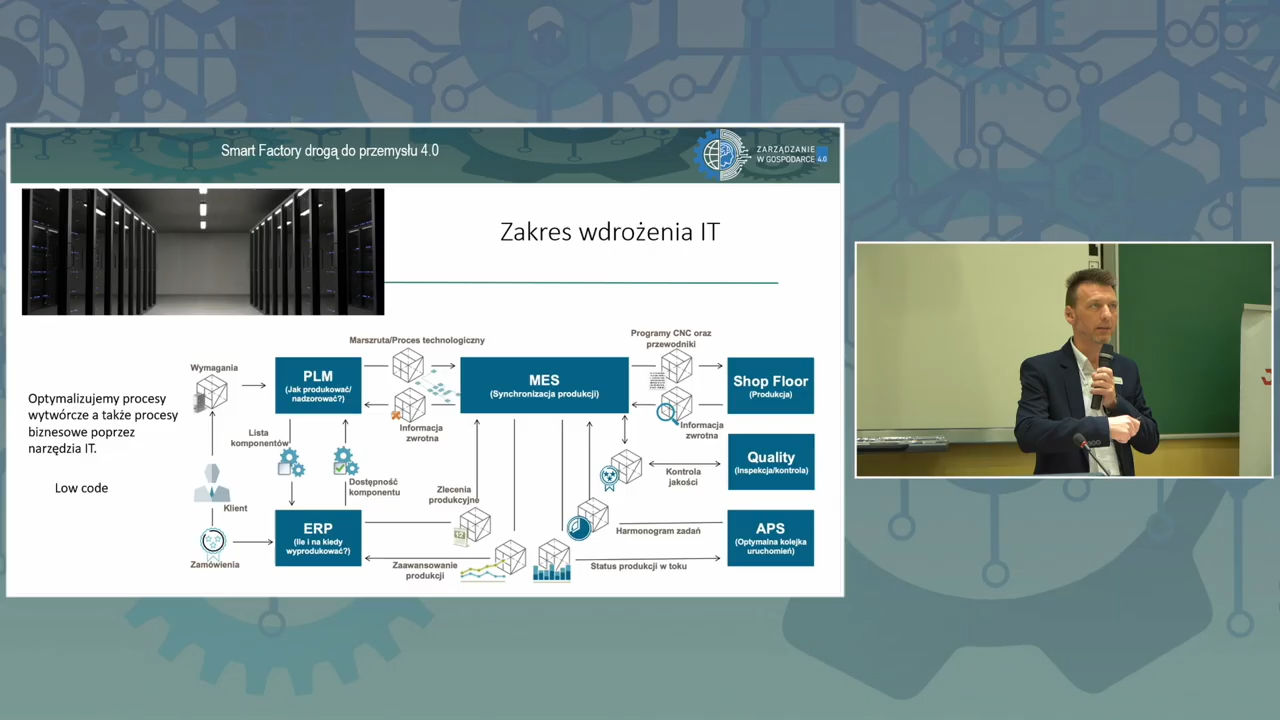 Smart Factory drogą do przemysłu 4.0
ZARZĄDZANIE
W GOSPODARCE 4.0
Zakres wdrożenia IT
Optymalizujemy procesy
wytwórcze a także procesy
biznesowe poprzez
narzędzia IT.
Low code
Wymagania
Klient
Zamówienia
PLM
(Jak produkować/
nadzorować?)
Lista
komponentów
Dostępność
komponentu
ERP
(Ile I na kiedy
wyprodukować?)
Marszruta/Proces technologiczny
Informacja
zwrotna
MES
(Synchronizacja produkcji)
Zlecenia
produkcyjne
Zaawansowanie
produkcji
Programy CNC oraz
przewodniki
Informacja
zwrotna
Shop Floor
(Produkcja)
Kontrola
jakości
Quality
(Inspekcja/kontrola)
Harmonogram zadań
Status produkcji w toku
APS
(Optymalna kolejka
uruchomień)